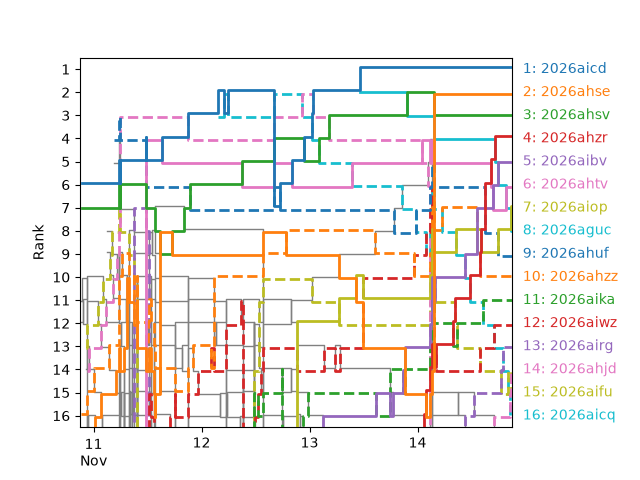 Rank
1
2
3
4
5
6
7
8
9
10
11
12
13
14
15
16
11
12
13
14
Nov
1: 2026aicd
2: 2026ahse
3: 2026ahsv
4: 2026ahzr
5: 2026aibv
6: 2026ahtv
7: 2026aiop
8: 2026aguc
9: 2026ahuf
10: 2026ahzz
11: 2026aika
12: 2026aiwz
13: 2026airg
14: 2026ahjd
15: 2026aifu
16: 2026aicq